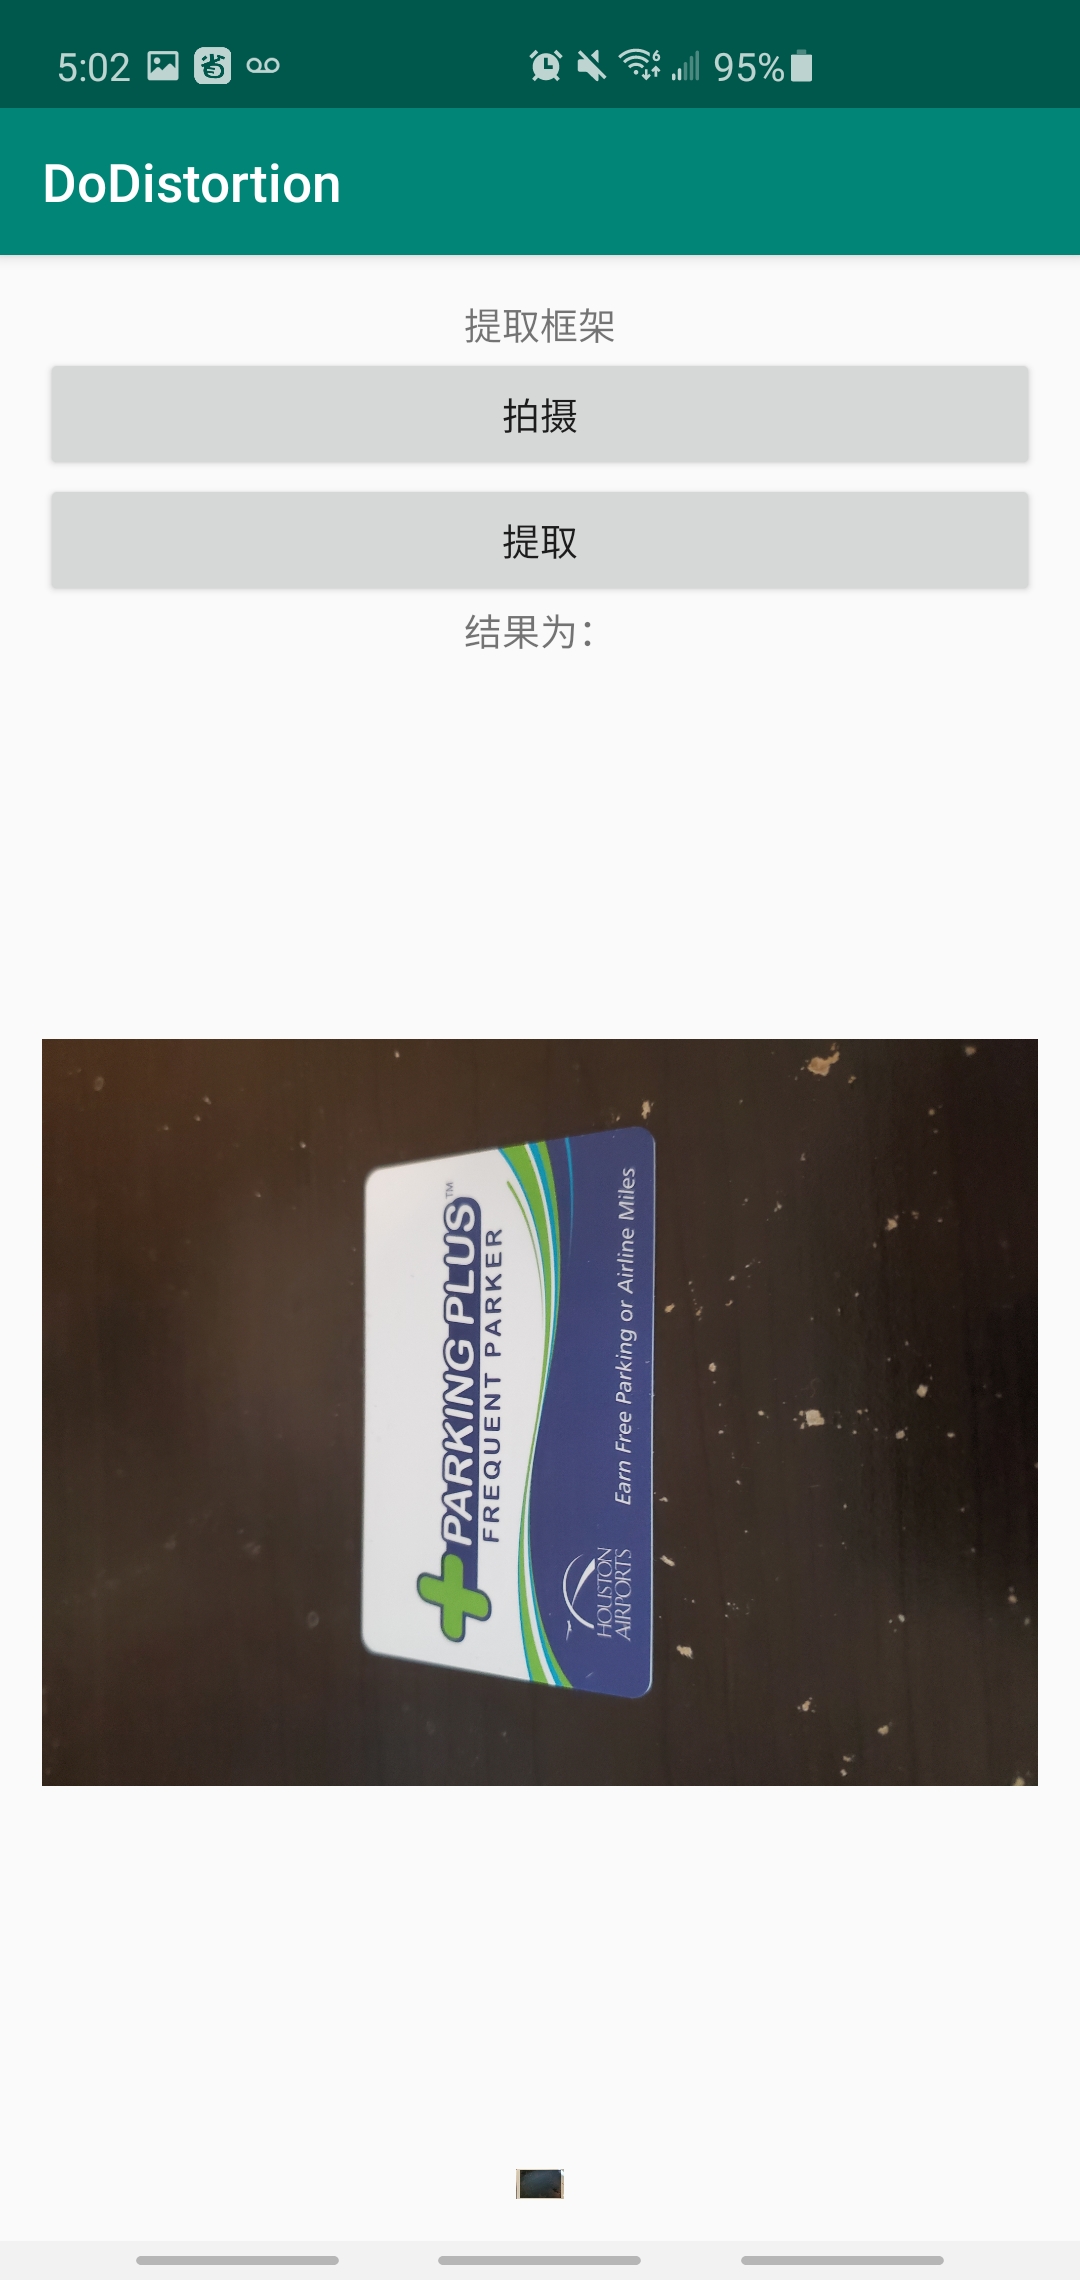 5:02
95%
DoDistortion
提取框架
拍摄
提取
结果为：
PARKING PLUS™
FREQUENT PARKER
Earn Free Parking or Airline Miles
HOUSTON
AIRPORTS